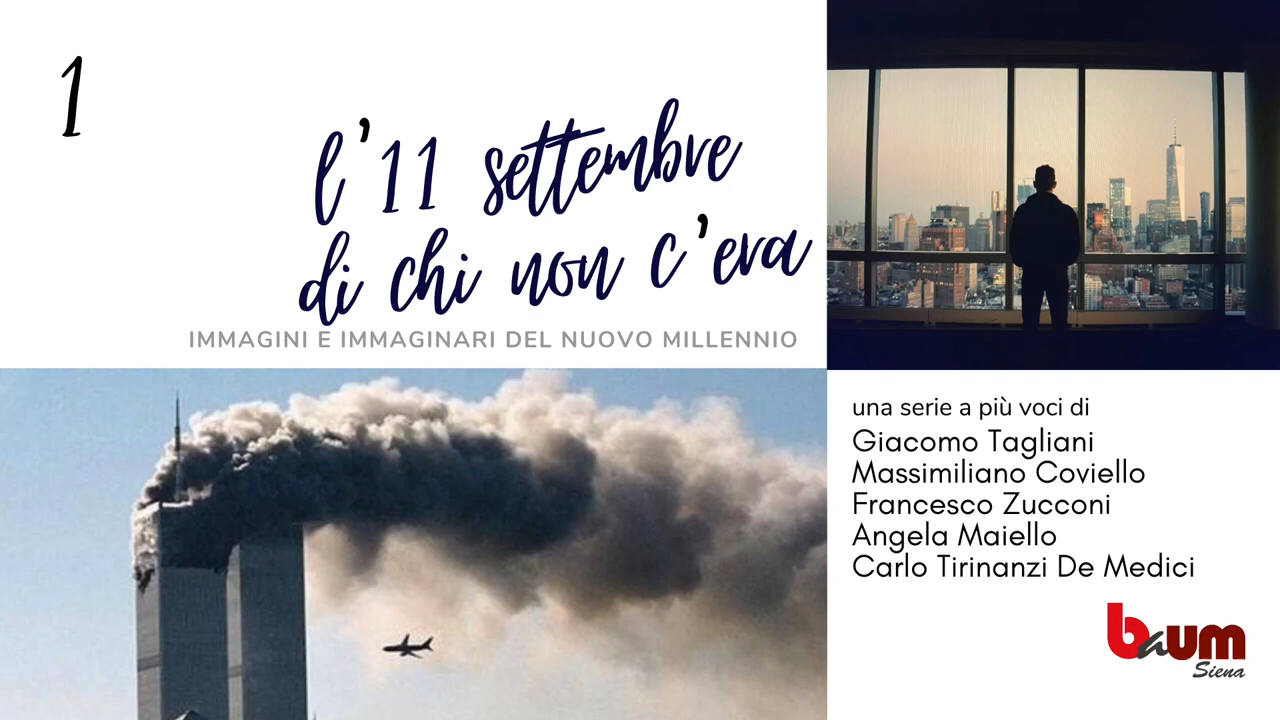 1
l'11 settembre
di chi non c'era
IMMAGINI E IMMAGINARI DEL NUOVO MILLENNIO
una serie a più voci di
Giacomo Tagliani
Massimiliano Coviello
Francesco Zucconi
Angela Maiello
Carlo Tirinanzi De Medici
baum
Siena